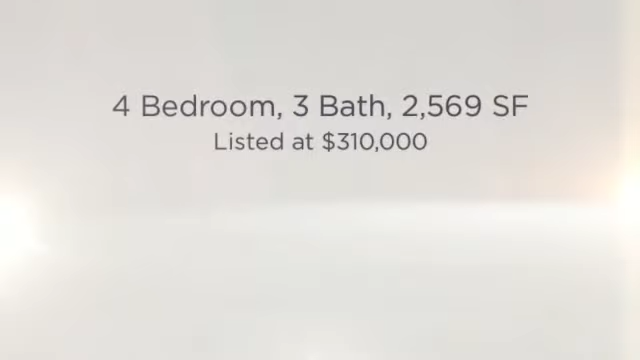 4 Bedroom, 3 Bath, 2,569 SF
Listed at $310,000